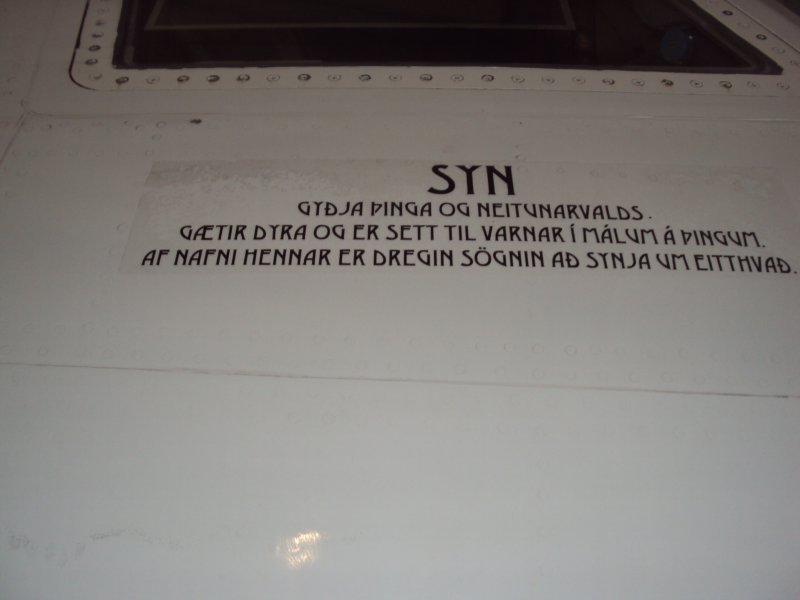 SYN
GYÐJA ÞINGA OG NEITUNARVALDS.
GÆTIR DYRA OG ER SETT TIL VARNAR Í MÁLUM Á ÞINGUM.
AF NAFNI HENNAR ER DREGIN SÖGNIN AÐ SYNJA UM EITTHVAÐ.